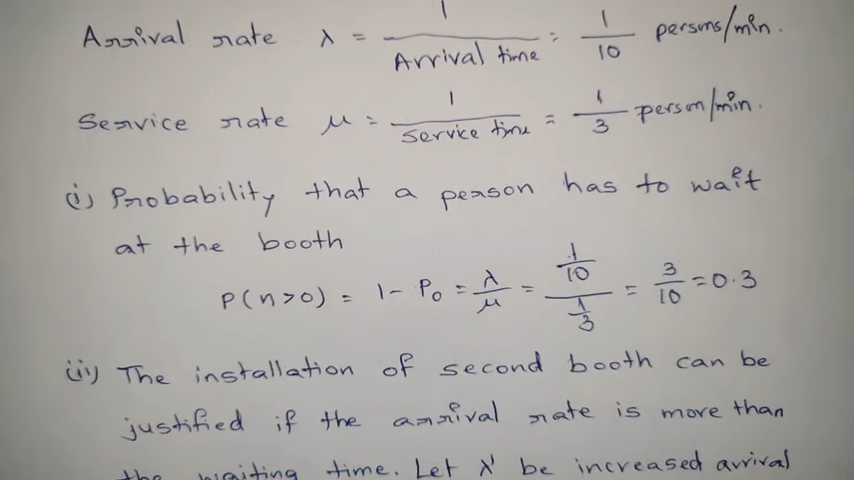 Arrival rate λ = 1 / Arrival time = 1/10 persons/min.
Service rate μ = 1 / Service time = 1/3 person/min.
(i) Probability that a person has to wait
at the booth
P(n>0) = 1 - P₀ = λ/μ = (1/10)/(1/3) = 3/10 = 0.3
(ii) The installation of second booth can be
justified if the arrival rate is more than
the waiting time. Let λ' be increased arrival